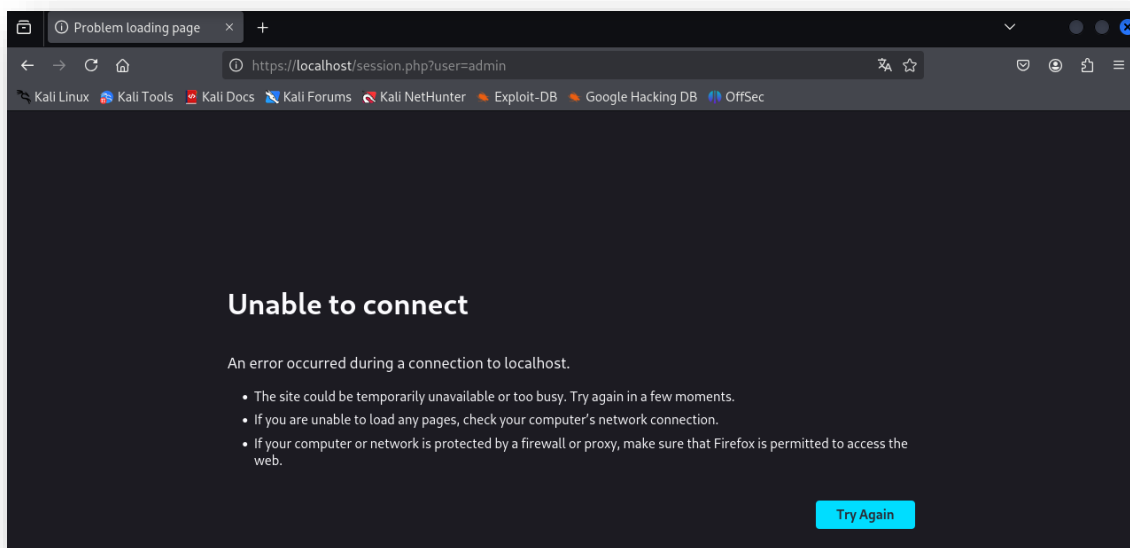 Problem loading page
https://localhost/session.php?user=admin
Kali Linux Kali Tools Kali Docs Kali Forums Kali NetHunter Exploit-DB Google Hacking DB OffSec
Unable to connect
An error occurred during a connection to localhost.
• The site could be temporarily unavailable or too busy. Try again in a few moments.
• If you are unable to load any pages, check your computer’s network connection.
• If your computer or network is protected by a firewall or proxy, make sure that Firefox is permitted to access the
web.
Try Again